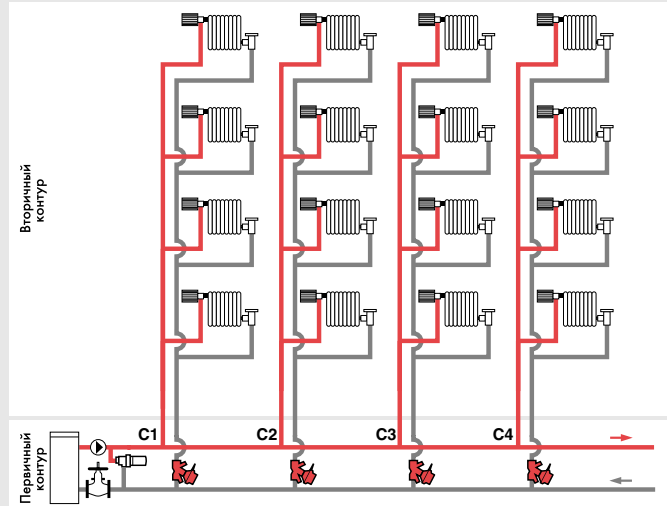 Вторичный
контур
Первичный
контур
C1
C2
C3
C4